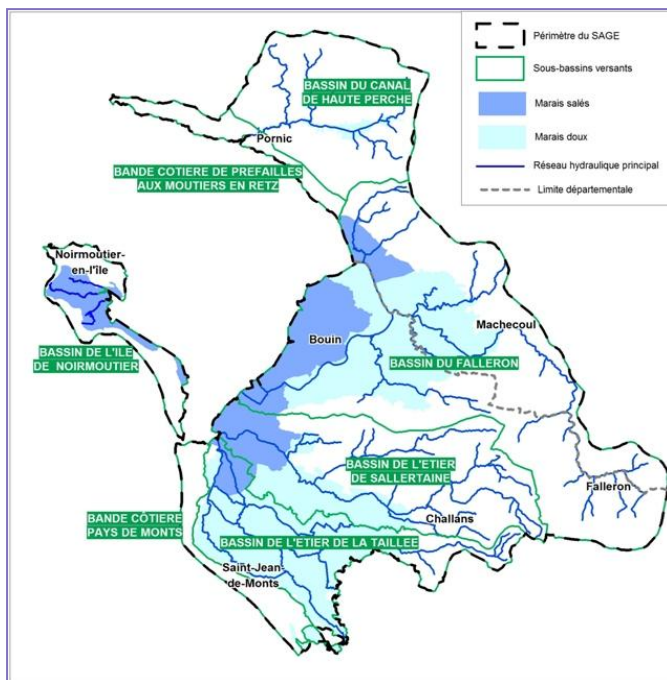 Périmètre du SAGE
Sous-bassins versants
Marais salés
Marais doux
Réseau hydraulique principal
Limite départementale
BASSIN DU CANAL
DE HAUTE PERCHE
Pornic
BANDE COTIERE DE PREFAILLES
AUX MOUTIERS EN RETZ
Noirmoutier-
en-l'île
BASSIN DE L'ILE
DE NOIRMOUTIER
Bouin
Machecoul
BASSIN DU FALLERON
BASSIN DE L'ETIER
DE SALLERTAINE
Falleron
Challans
BANDE CÔTIERE
PAYS DE MONTS
BASSIN DE L'ETIER DE LA TAILLEE
Saint-Jean-
de-Monts